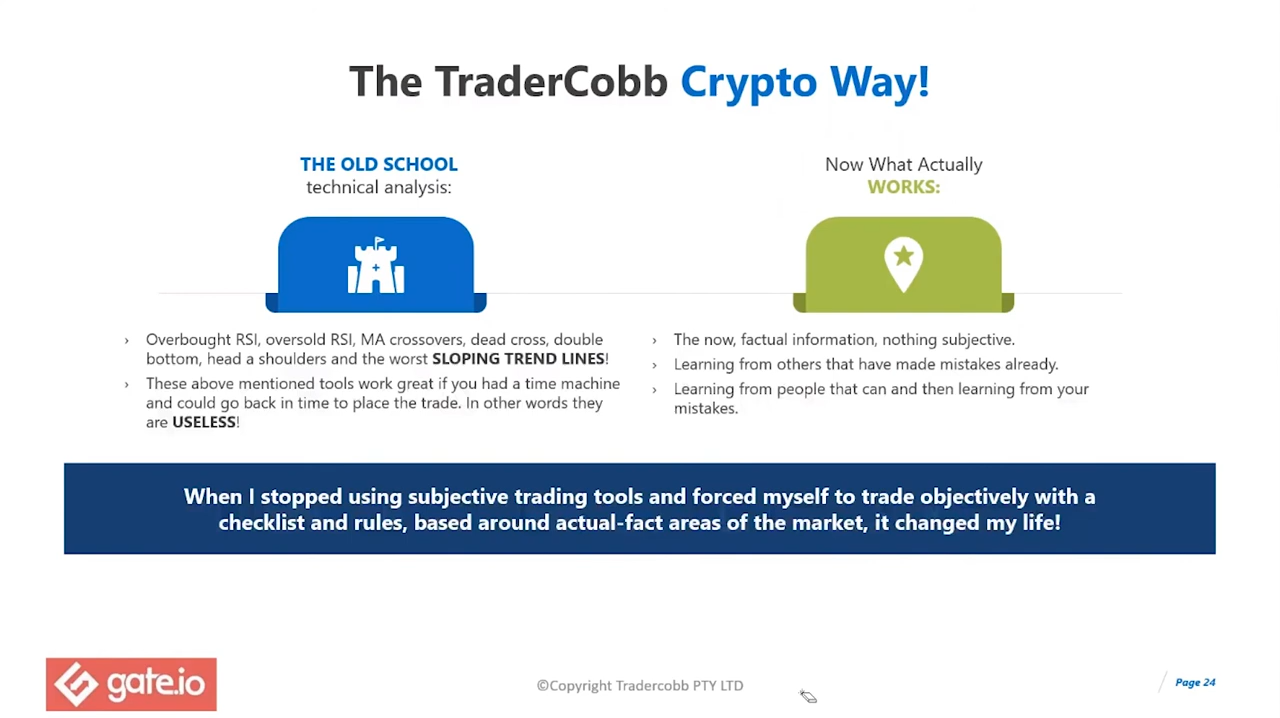 The TraderCobb Crypto Way!
THE OLD SCHOOL
technical analysis:
Now What Actually
WORKS:
› Overbought RSI, oversold RSI, MA crossovers, dead cross, double
bottom, head a shoulders and the worst SLOPING TREND LINES!
› These above mentioned tools work great if you had a time machine
and could go back in time to place the trade. In other words they
are USELESS!
› The now, factual information, nothing subjective.
› Learning from others that have made mistakes already.
› Learning from people that can and then learning from your
mistakes.
When I stopped using subjective trading tools and forced myself to trade objectively with a
checklist and rules, based around actual-fact areas of the market, it changed my life!
gate.io
©Copyright Tradercobb PTY LTD
Page 24